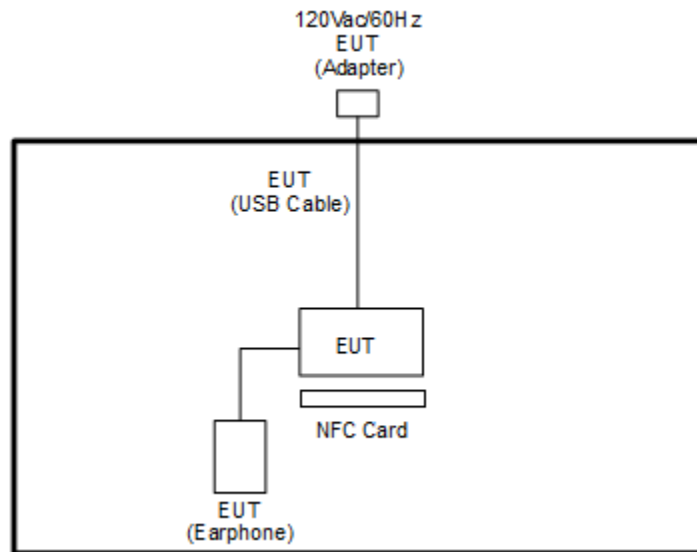 120Vac/60Hz
EUT
(Adapter)
EUT
(USB Cable)
EUT
NFC Card
EUT
(Earphone)